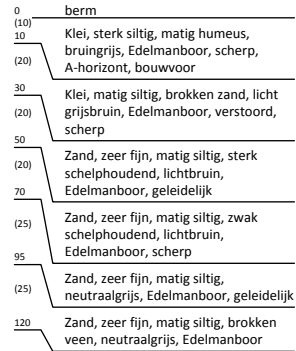 0 berm
(10)
10 Klei, sterk siltig, matig humeus,
bruingrijs, Edelmanboor, scherp,
(20) A-horizont, bouwvoor
30 Klei, matig siltig, brokken zand, licht
(20) grijsbruin, Edelmanboor, verstoord,
scherp
50 Zand, zeer fijn, matig siltig, sterk
(20) schelphoudend, lichtbruin,
70 Edelmanboor, geleidelijk
Zand, zeer fijn, matig siltig, zwak
(25) schelphoudend, lichtbruin,
Edelmanboor, scherp
95 Zand, zeer fijn, matig siltig,
(25) neutraalgrijs, Edelmanboor, geleidelijk
120 Zand, zeer fijn, matig siltig, brokken
veen, neutraalgrijs, Edelmanboor